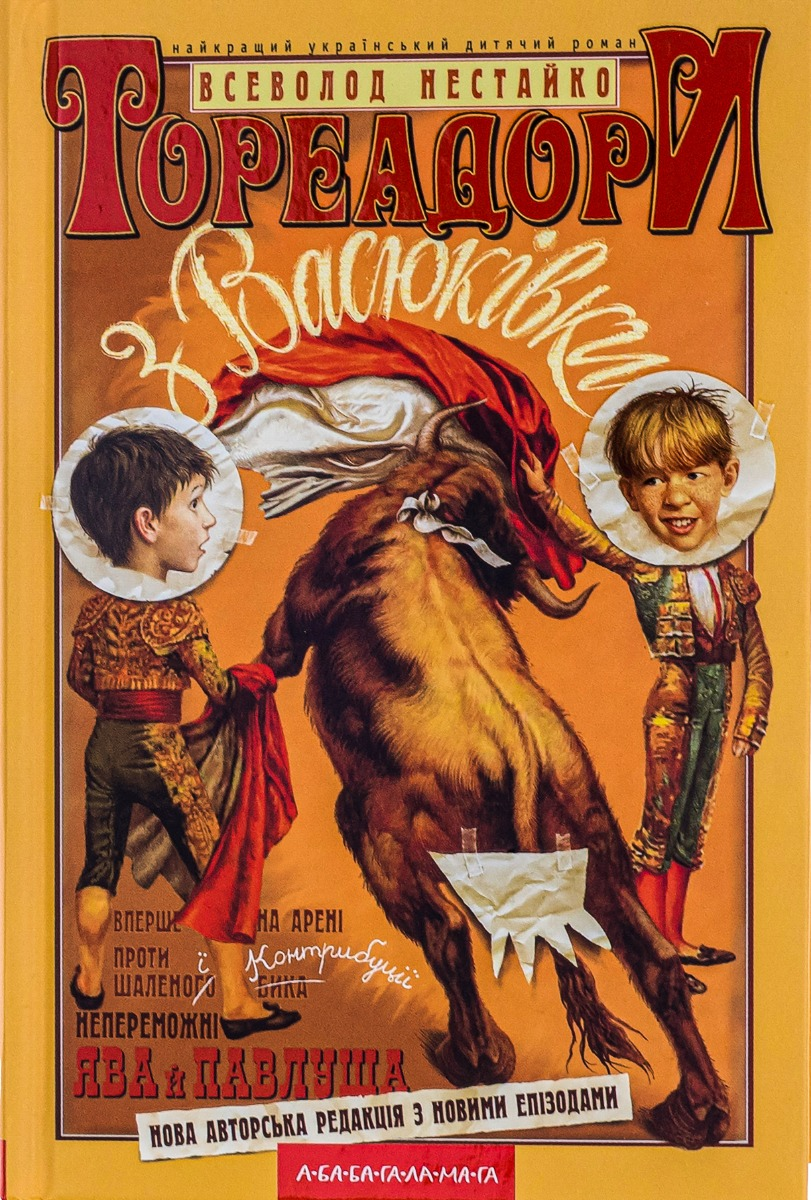 найкращий український дитячий роман
ВСЕВОЛОД НЕСТАЙКО
ТОРЕАДОРИ
з Васюківки
ВПЕРШЕ НА АРЕНІ
ПРОТИ ї Контрибуції
ШАЛЕНОГО БИКА
НЕПЕРЕМОЖНІ
ЯВА й ПАВЛУША
НОВА АВТОРСЬКА РЕДАКЦІЯ З НОВИМИ ЕПІЗОДАМИ
А-БА-БА-ГА-ЛА-МА-ГА